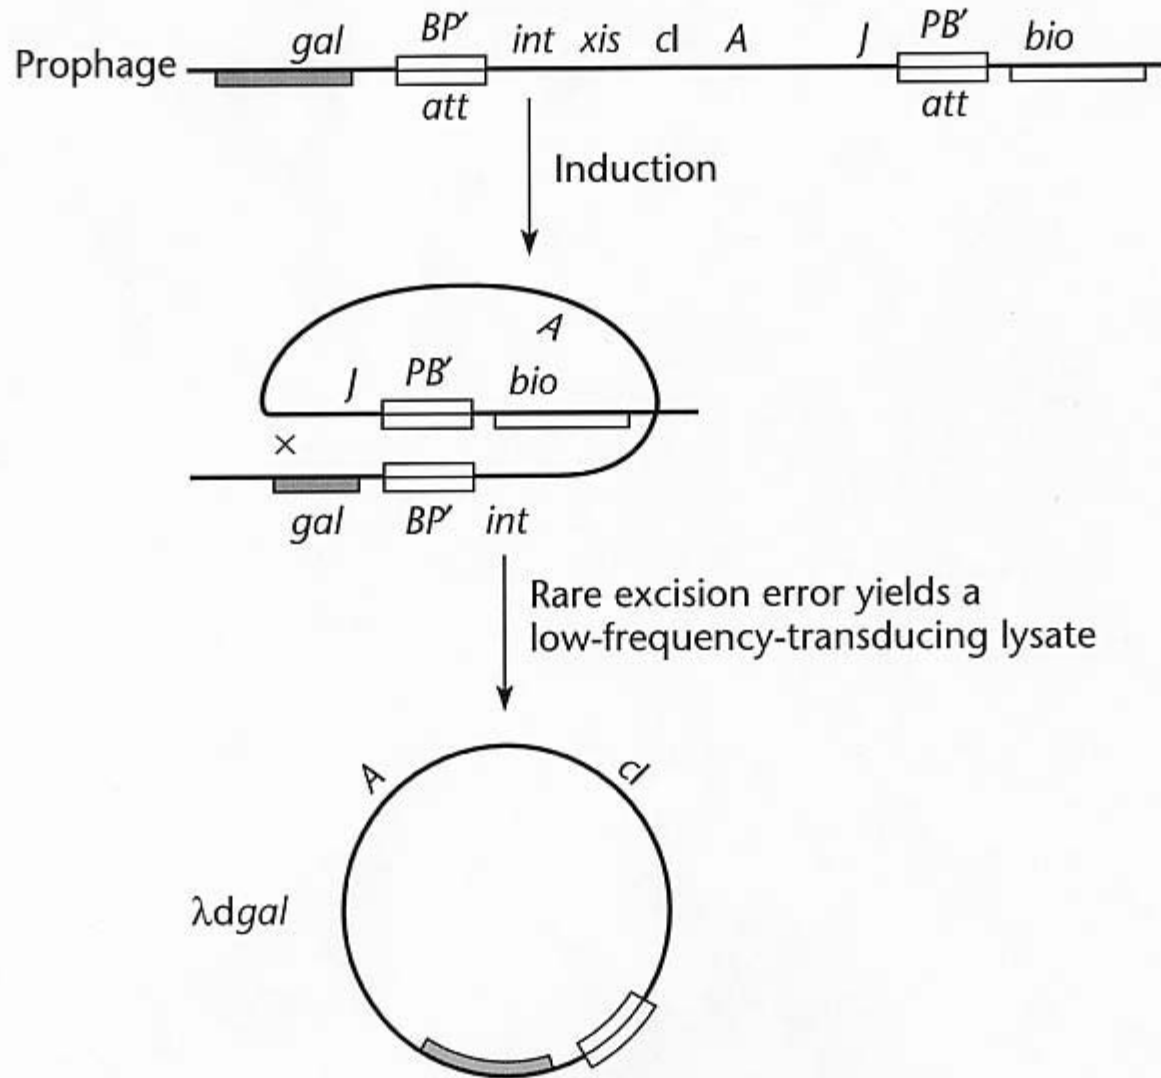 gal BP′ int xis cI A J PB′ bio
Prophage
att att
Induction
A
J PB′ bio
×
gal BP′ int
Rare excision error yields a
low-frequency-transducing lysate
A cI
λdgal